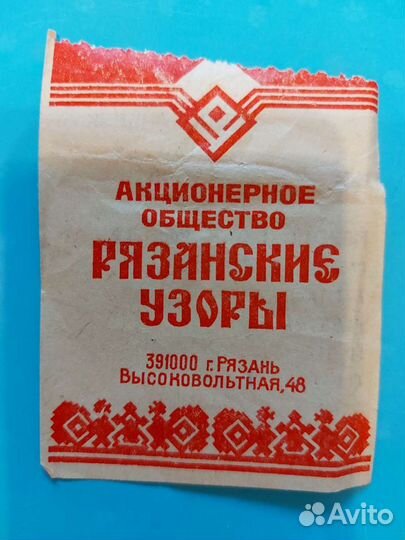 АКЦИОНЕРНОЕ
ОБЩЕСТВО
РЯЗАНСКИЕ
УЗОРЫ
391000 г. РЯЗАНЬ
ВЫСОКОВОЛЬТНАЯ, 48
Avito